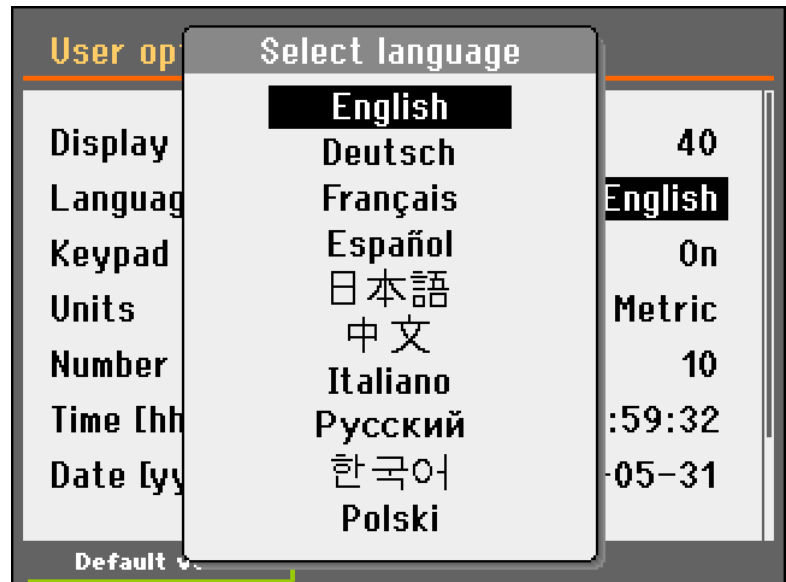 User op
Select language
English
Deutsch
Français
Español
日本語
中文
Italiano
Русский
한국어
Polski
Display 40
Languag English
Keypad On
Units Metric
Number 10
Time [hh :59:32
Date [yy -05-31
Default v